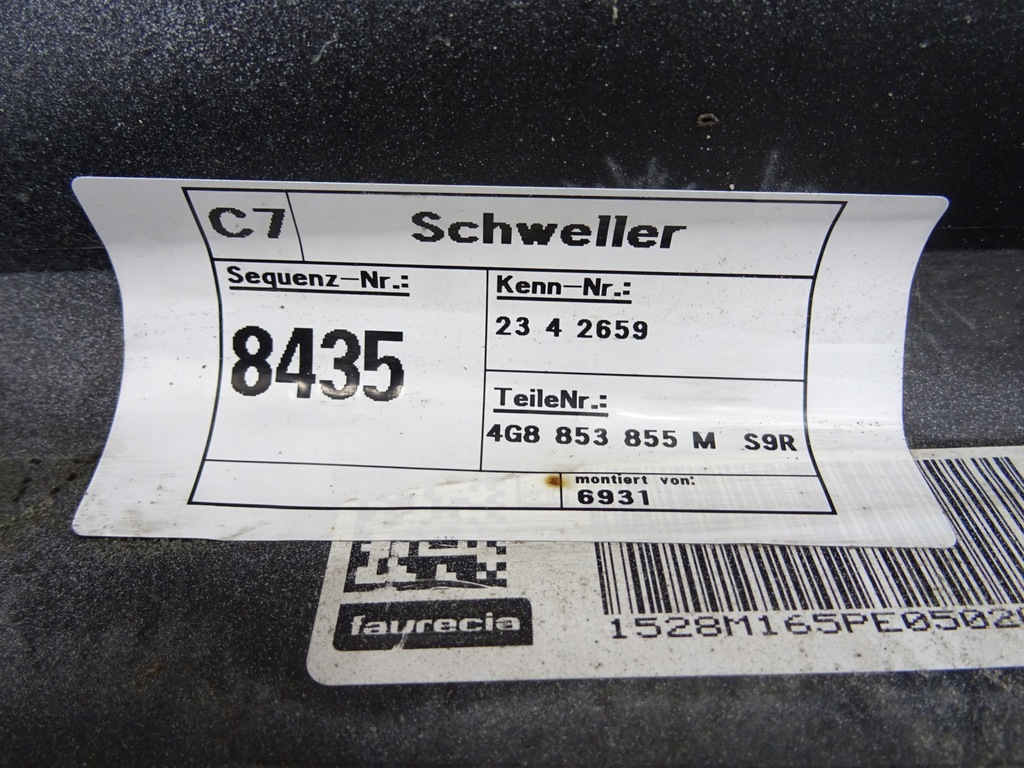 C7 Schweller
Sequenz-Nr.:
8435
Kenn-Nr.:
23 4 2659
TeileNr.:
4G8 853 855 M S9R
montiert von:
6931
faurecia
1528M165PE0502